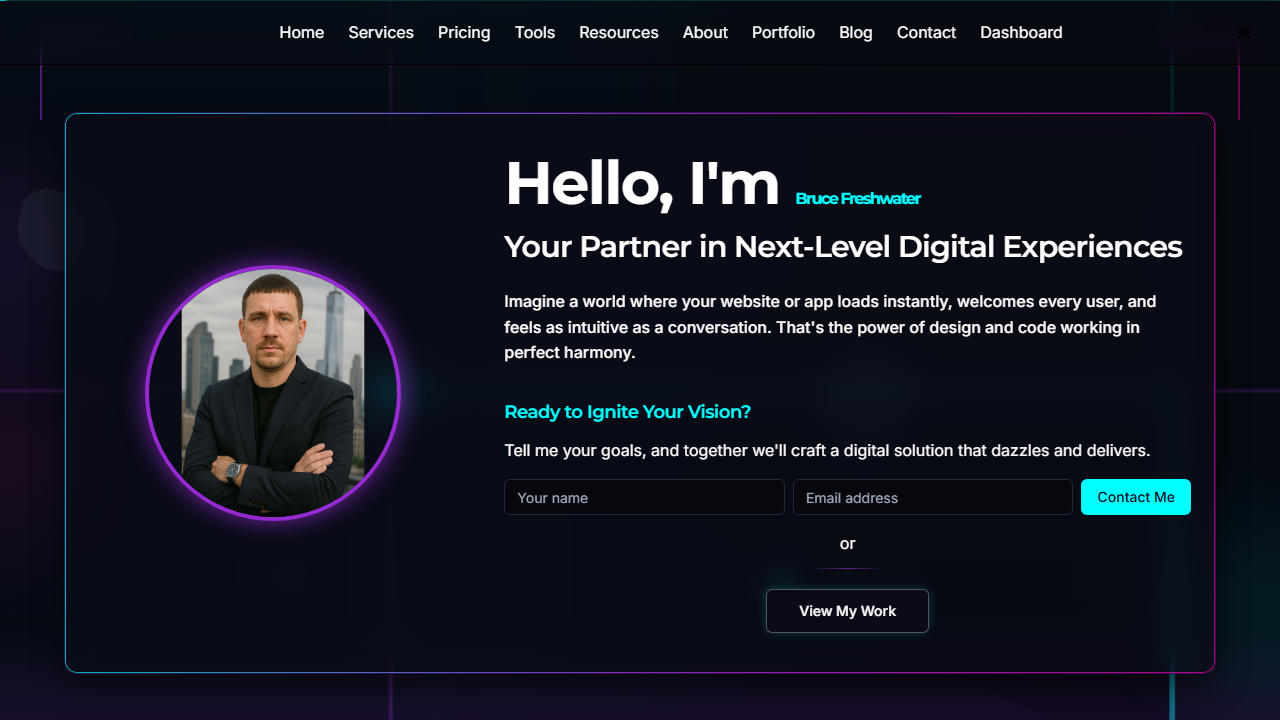 Home Services Pricing Tools Resources About Portfolio Blog Contact Dashboard
Hello, I'm Bruce Freshwater
Your Partner in Next-Level Digital Experiences
Imagine a world where your website or app loads instantly, welcomes every user, and
feels as intuitive as a conversation. That's the power of design and code working in
perfect harmony.
Ready to Ignite Your Vision?
Tell me your goals, and together we'll craft a digital solution that dazzles and delivers.
Your name Email address Contact Me
or
View My Work